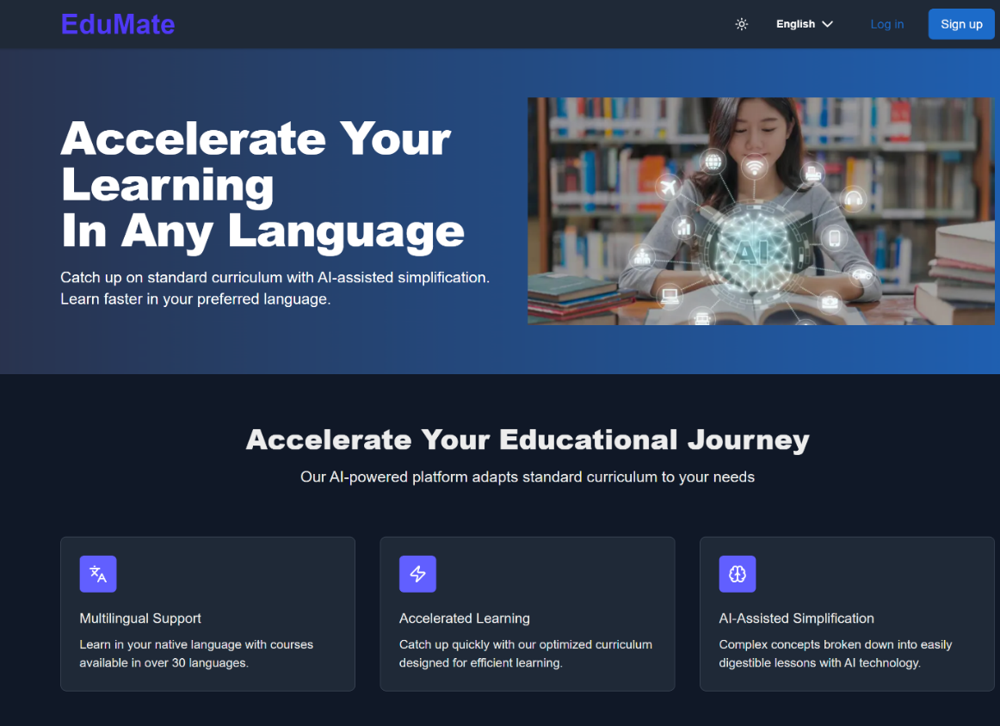 EduMate
English
Log in
Sign up
Accelerate Your
Learning
In Any Language
Catch up on standard curriculum with AI-assisted simplification.
Learn faster in your preferred language.
AI
Accelerate Your Educational Journey
Our AI-powered platform adapts standard curriculum to your needs
Multilingual Support
Learn in your native language with courses
available in over 30 languages.
Accelerated Learning
Catch up quickly with our optimized curriculum
designed for efficient learning.
AI-Assisted Simplification
Complex concepts broken down into easily
digestible lessons with AI technology.